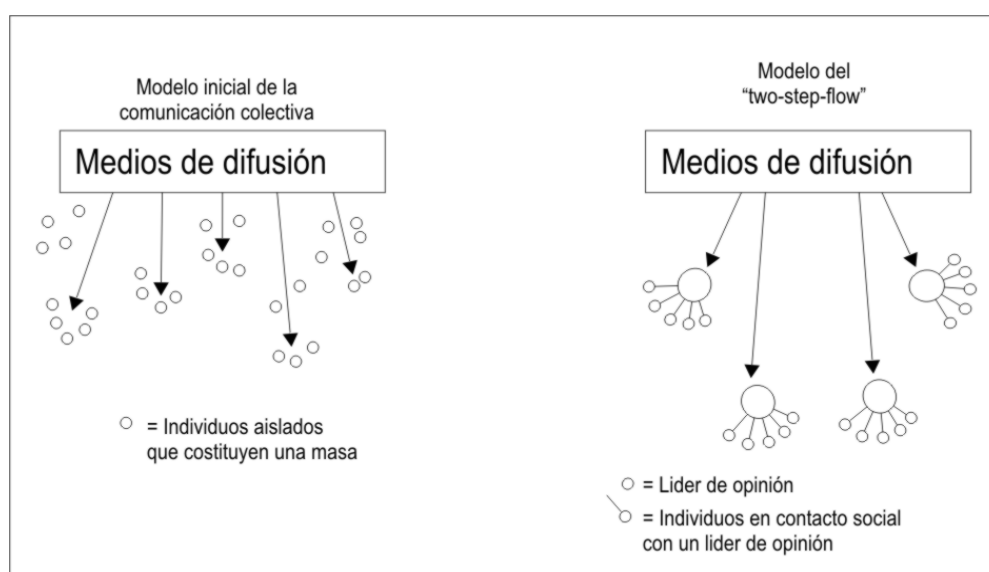 Modelo inicial de la
comunicación colectiva
Medios de difusión
= Individuos aislados
que costituyen una masa
Modelo del
“two-step-flow”
Medios de difusión
= Lider de opinión
= Individuos en contacto social
con un lider de opinión